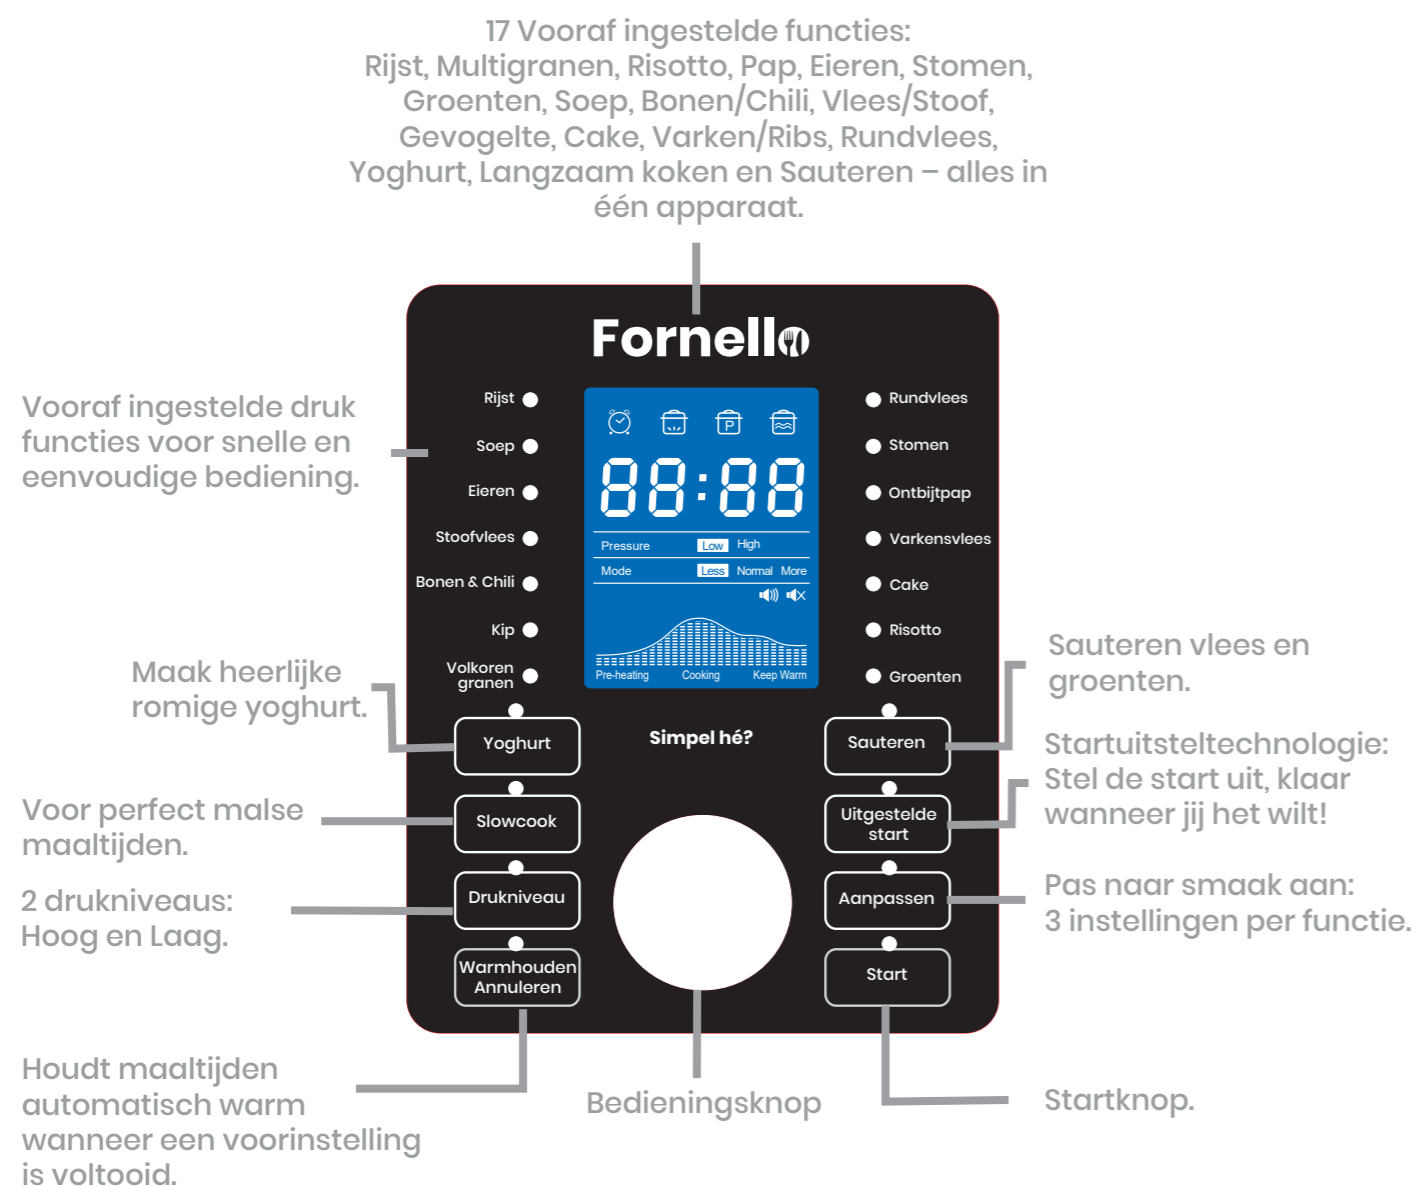 17 Vooraf ingestelde functies:
Rijst, Multigranen, Risotto, Pap, Eieren, Stomen,
Groenten, Soep, Bonen/Chili, Vlees/Stoof,
Gevogelte, Cake, Varken/Ribs, Rundvlees,
Yoghurt, Langzaam koken en Sauteren – alles in
één apparaat.
Fornello
Vooraf ingestelde druk
functies voor snelle en
eenvoudige bediening.
Rijst
Soep
Eieren
Stoofvlees
Bonen & Chili
Kip
Volkoren
granen
P
88:88
Pressure Low High
Mode Less Normal More
Pre-heating Cooking Keep Warm
Rundvlees
Stomen
Ontbijtpap
Varkensvlees
Cake
Risotto
Groenten
Simpel hé?
Maak heerlijke
romige yoghurt.
Yoghurt
Voor perfect malse
maaltijden.
Slowcook
2 drukniveaus:
Hoog en Laag.
Drukniveau
Warmhouden
Annuleren
Houdt maaltijden
automatisch warm
wanneer een voorinstelling
is voltooid.
Bedieningsknop
Sauteren
Sauteren vlees en
groenten.
Uitgestelde
start
Startuitsteltechnologie:
Stel de start uit, klaar
wanneer jij het wilt!
Aanpassen
Pas naar smaak aan:
3 instellingen per functie.
Start
Startknop.